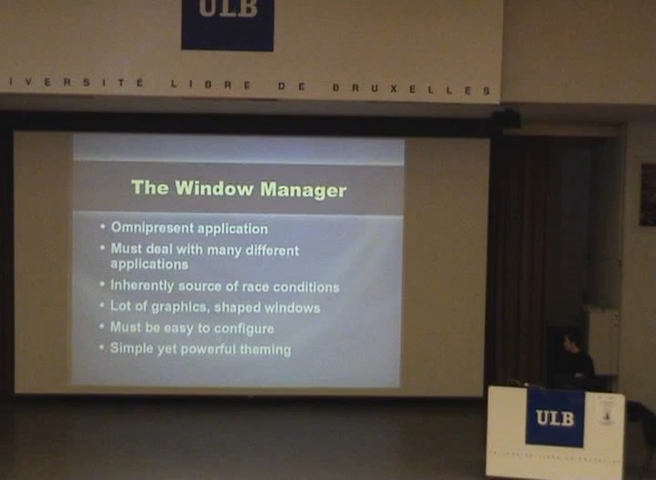 ULB
IVERSITÉ LIBRE DE BRUXELLES
The Window Manager
• Omnipresent application
• Must deal with many different
applications
• Inherently source of race conditions
• Lot of graphics, shaped windows
• Must be easy to configure
• Simple yet powerful theming
ULB